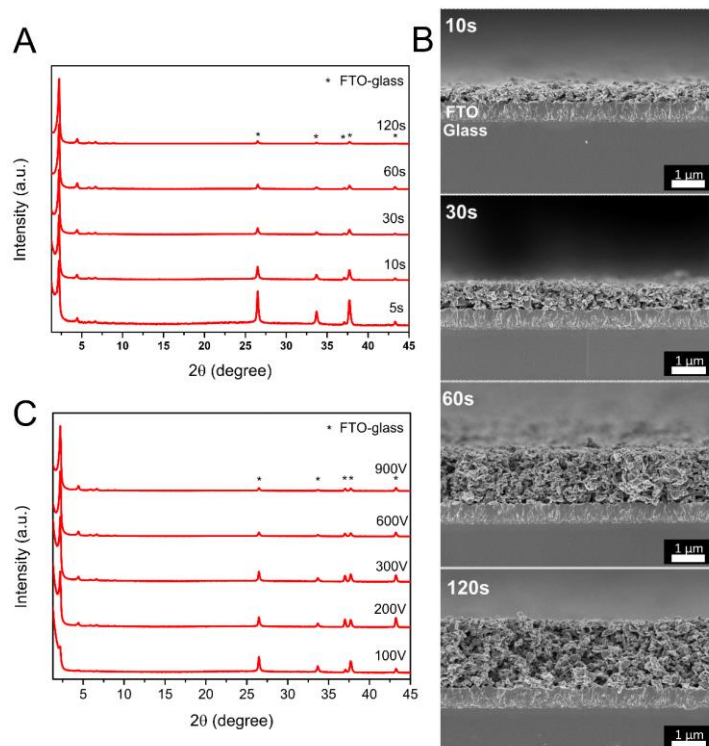 A
* FTO-glass
120s
* * * * *
60s
30s
10s
5s
Intensity (a.u.)
5 10 15 20 25 30 35 40 45
2θ (degree)
B
10s
FTO
Glass
1 µm
30s
1 µm
60s
1 µm
120s
1 µm
C
* FTO-glass
900V
* * * * *
600V
300V
200V
100V
Intensity (a.u.)
5 10 15 20 25 30 35 40 45
2θ (degree)